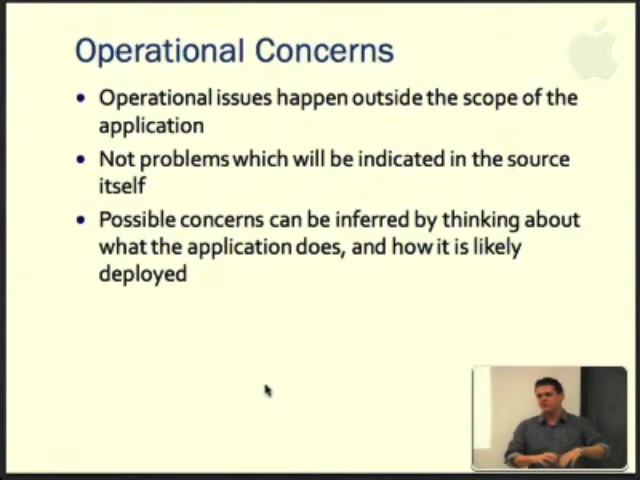 Operational Concerns
• Operational issues happen outside the scope of the
application
• Not problems which will be indicated in the source
itself
• Possible concerns can be inferred by thinking about
what the application does, and how it is likely
deployed